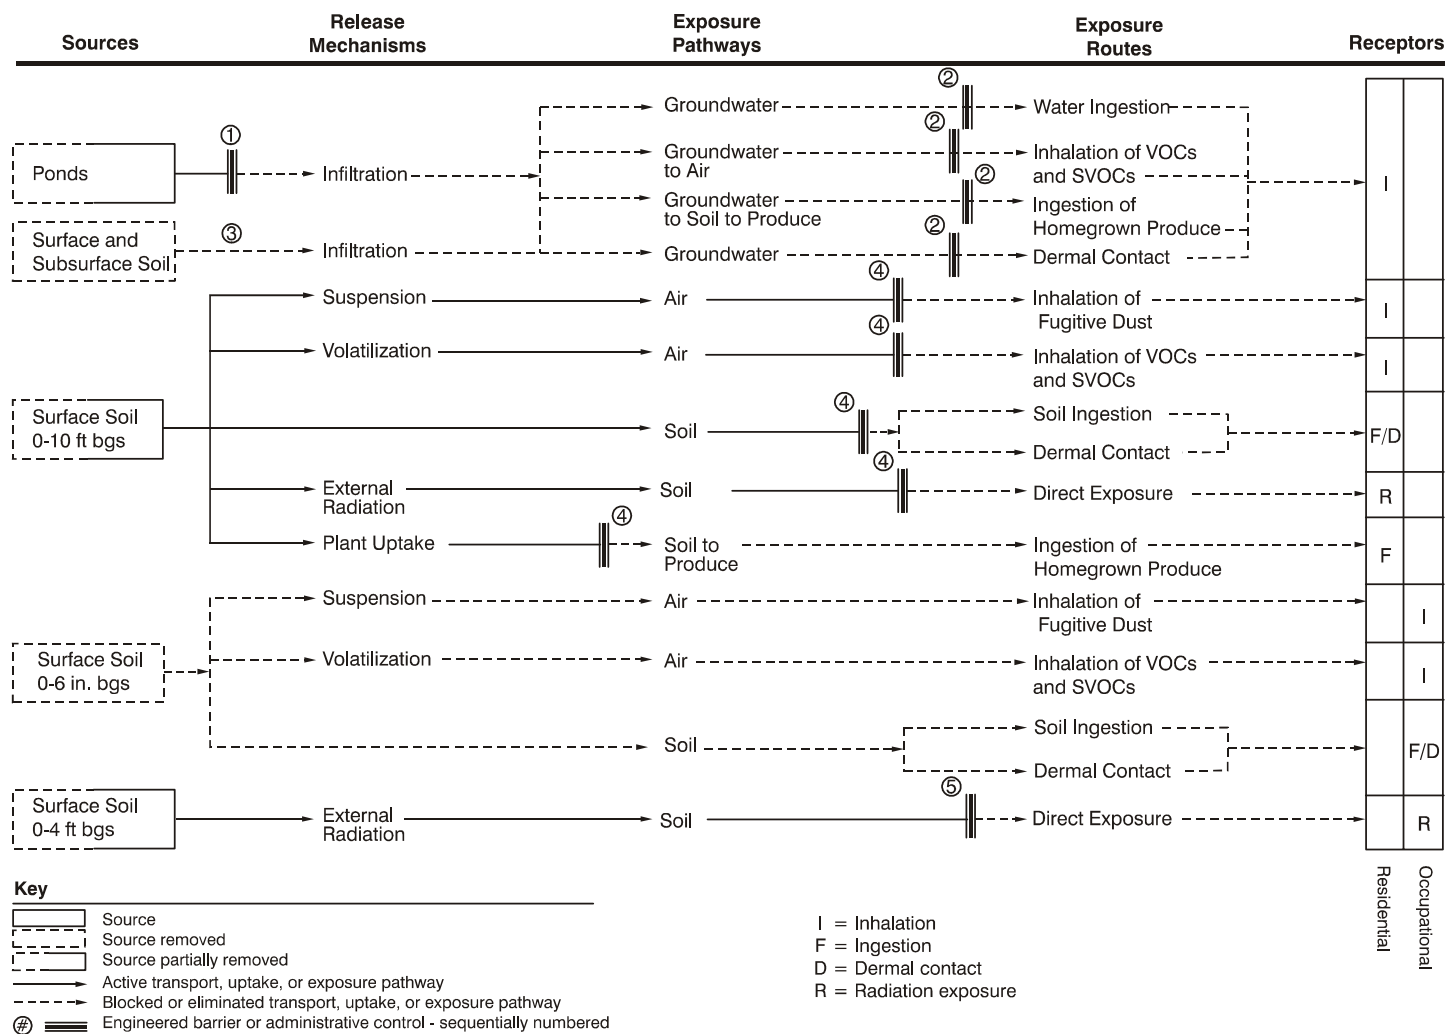 Sources
Release
Mechanisms
Exposure
Pathways
Exposure
Routes
Receptors
②
Groundwater
Water Ingestion
①
②
Ponds
Infiltration
Groundwater
to Air
Inhalation of VOCs
and SVOCs
I
②
Groundwater
to Soil to Produce
Ingestion of
Homegrown Produce
Surface and
Subsurface Soil
③
Infiltration
②
Groundwater
Dermal Contact
④
Suspension
Air
Inhalation of
Fugitive Dust
I
④
Volatilization
Air
Inhalation of VOCs
and SVOCs
I
Surface Soil
0-10 ft bgs
④
Soil
Soil Ingestion
Dermal Contact
F/D
④
External
Radiation
Soil
Direct Exposure
R
④
Plant Uptake
Soil to
Produce
Ingestion of
Homegrown Produce
F
Suspension
Air
Inhalation of
Fugitive Dust
I
Surface Soil
0-6 in. bgs
Volatilization
Air
Inhalation of VOCs
and SVOCs
I
Soil
Soil Ingestion
Dermal Contact
F/D
⑤
Surface Soil
0-4 ft bgs
External
Radiation
Soil
Direct Exposure
R
Residential
Occupational
Key
Source
Source removed
Source partially removed
Active transport, uptake, or exposure pathway
Blocked or eliminated transport, uptake, or exposure pathway
# Engineered barrier or administrative control - sequentially numbered
I = Inhalation
F = Ingestion
D = Dermal contact
R = Radiation exposure